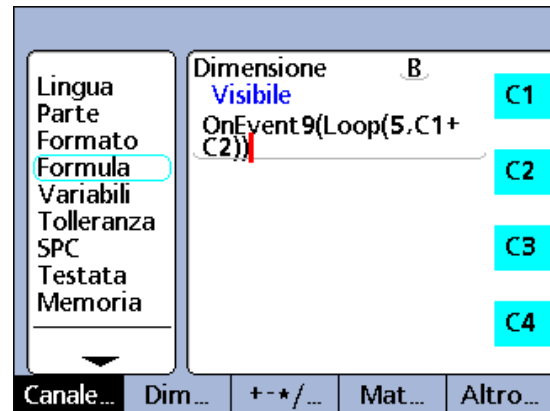 Lingua
Parte
Formato
Formula
Variabili
Tolleranza
SPC
Testata
Memoria
Dimensione B
Visibile
OnEvent9(Loop(5,C1+
C2))
C1
C2
C3
C4
Canale... Dim... +-*/... Mat... Altro...